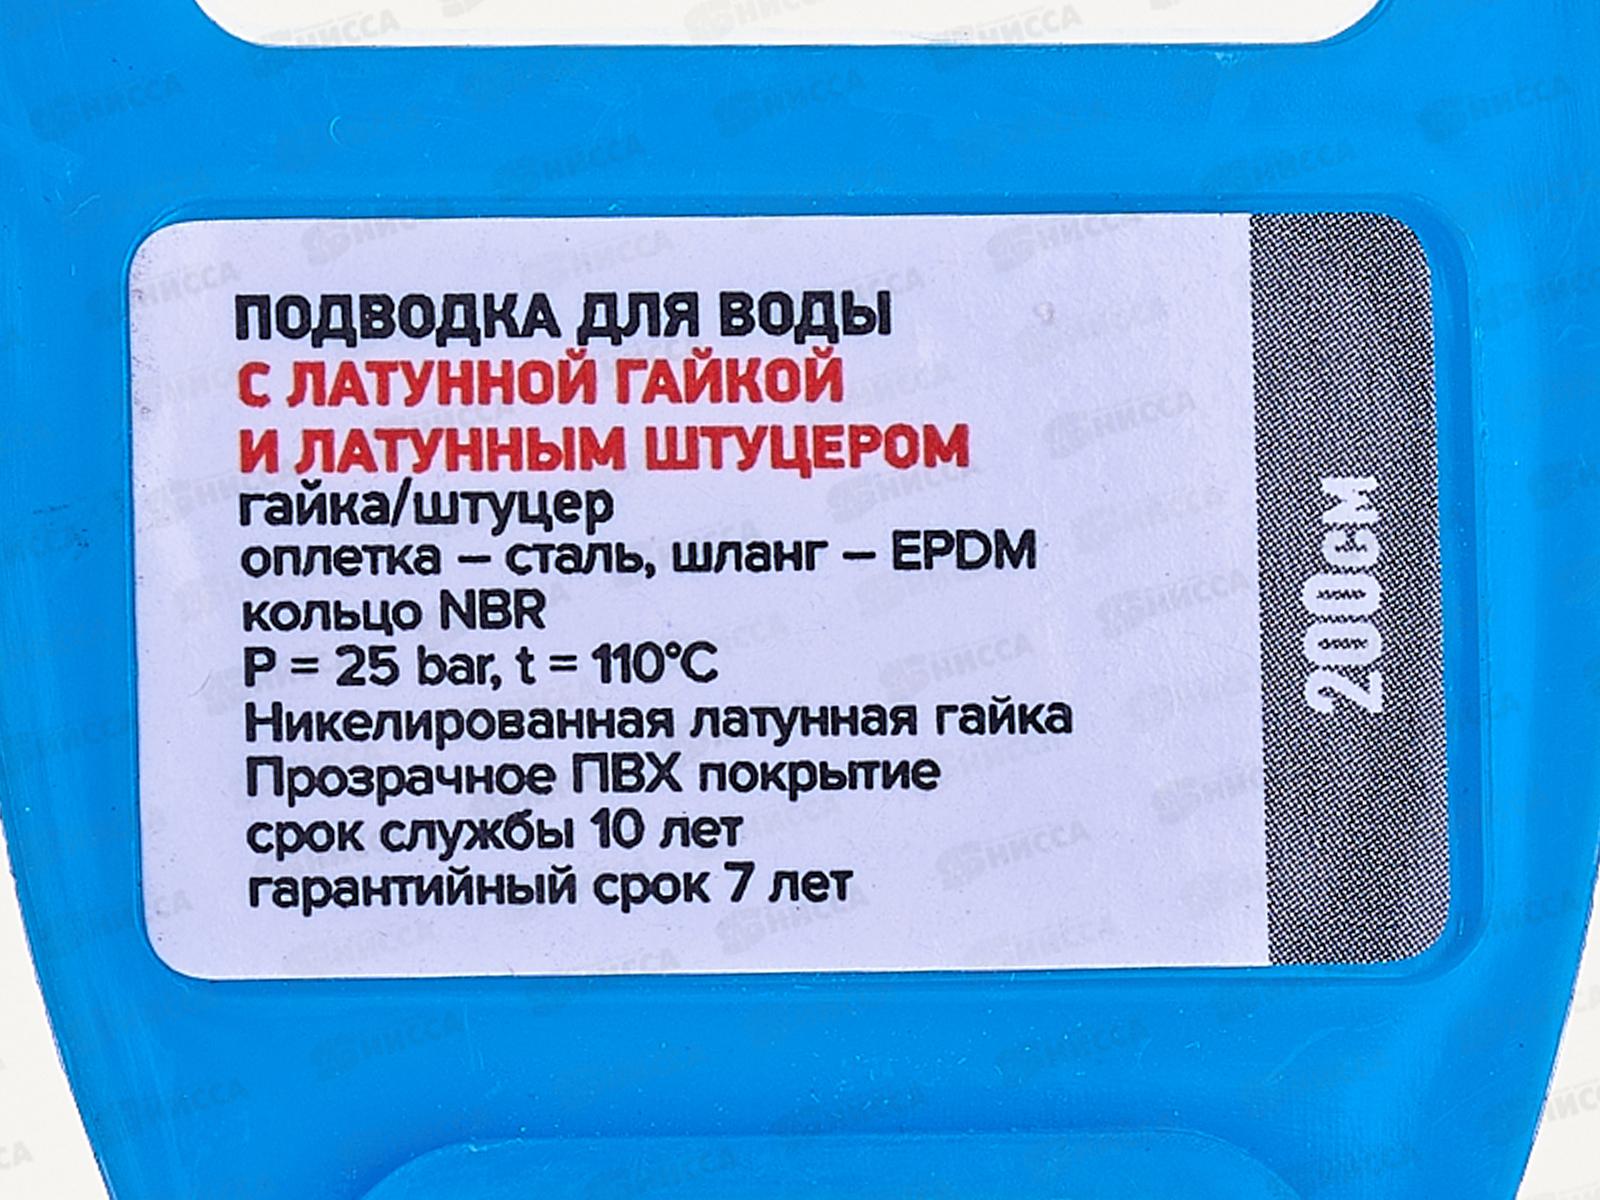 ПОДВОДКА ДЛЯ ВОДЫ
С ЛАТУННОЙ ГАЙКОЙ
И ЛАТУННЫМ ШТУЦЕРОМ
гайка/штуцер
оплетка – сталь, шланг – EPDM
кольцо NBR
P = 25 bar, t = 110°C
Никелированная латунная гайка
Прозрачное ПВХ покрытие
срок службы 10 лет
гарантийный срок 7 лет
200см
НИССА